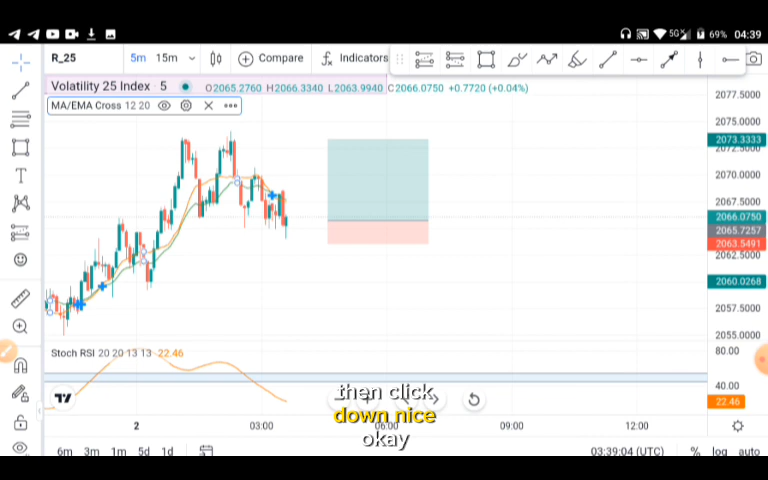 5G 69% 04:39
R_25 5m 15m Compare Indicators
Volatility 25 Index 5 O2065.2760 H2066.3340 L2063.9940 C2066.0750 +0.7720 (+0.04%)
MA/EMA Cross 12 20
2077.5000
2075.0000
2073.3333
2072.5000
2070.0000
2067.5000
2066.0750
2065.7257
2063.5491
2062.5000
2060.0268
2057.5000
2055.0000
Stoch RSI 20 20 13 13 22.46
80.00
40.00
22.46
then click
down nice
okay
2 03:00 06:00 09:00 12:00
6m 3m 1m 5d 1d 03:39:04 (UTC) % log auto